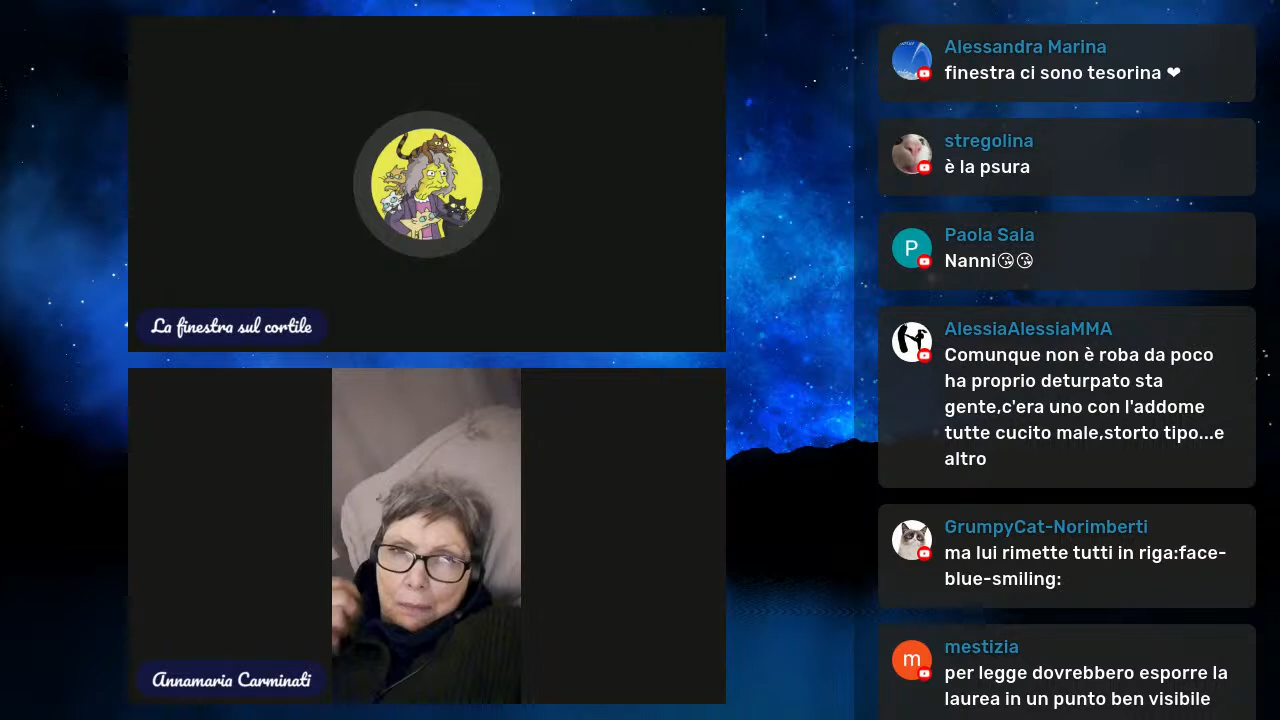 La finestra sul cortile
Annamaria Carminati
Alessandra Marina
finestra ci sono tesorina ❤
stregolina
è la psura
P
Paola Sala
Nanni😘😘
AlessiaAlessiaMMA
Comunque non è roba da poco
ha proprio deturpato sta
gente,c'era uno con l'addome
tutte cucito male,storto tipo...e
altro
GrumpyCat-Norimberti
ma lui rimette tutti in riga:face-
blue-smiling:
m
mestizia
per legge dovrebbero esporre la
laurea in un punto ben visibile